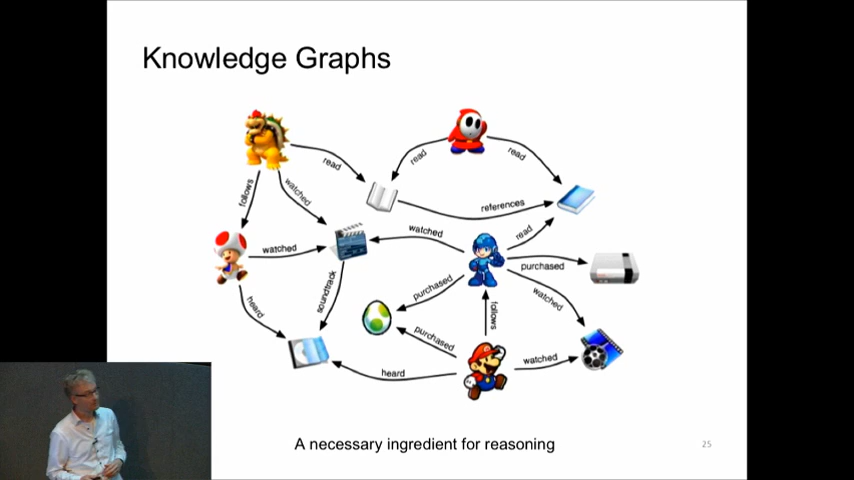 Knowledge Graphs
read
read
read
follows
watched
references
watched
read
watched
purchased
heard
soundtrack
purchased
watched
follows
purchased
heard
watched
A necessary ingredient for reasoning
25